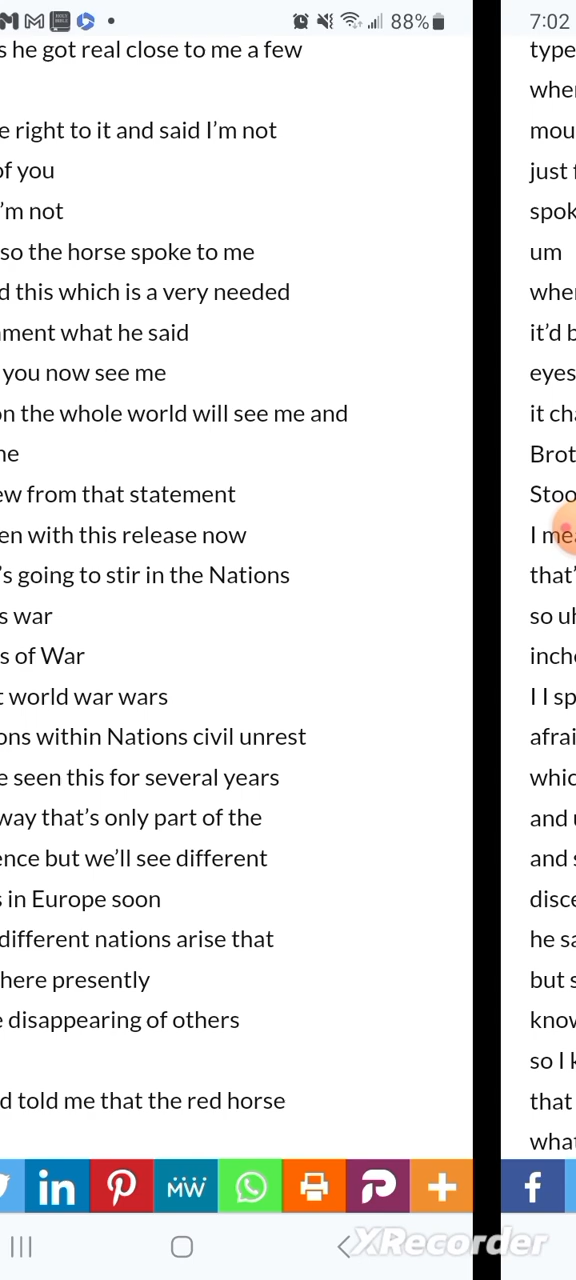 88%
s he got real close to me a few
e right to it and said I’m not
of you
’m not
so the horse spoke to me
d this which is a very needed
ment what he said
you now see me
on the whole world will see me and
ne
ew from that statement
en with this release now
’s going to stir in the Nations
s war
s of War
t world war wars
ons within Nations civil unrest
e seen this for several years
way that’s only part of the
ence but we’ll see different
s in Europe soon
different nations arise that
here presently
e disappearing of others
d told me that the red horse
in
MW
7:02
type
when
mou
just f
spok
um
when
it’d b
eyes
it cha
Brot
Stoo
I mea
that’
so uh
inche
I I sp
afrai
whic
and u
and s
disce
he sa
but s
know
so I k
that
what
f
XRecorder